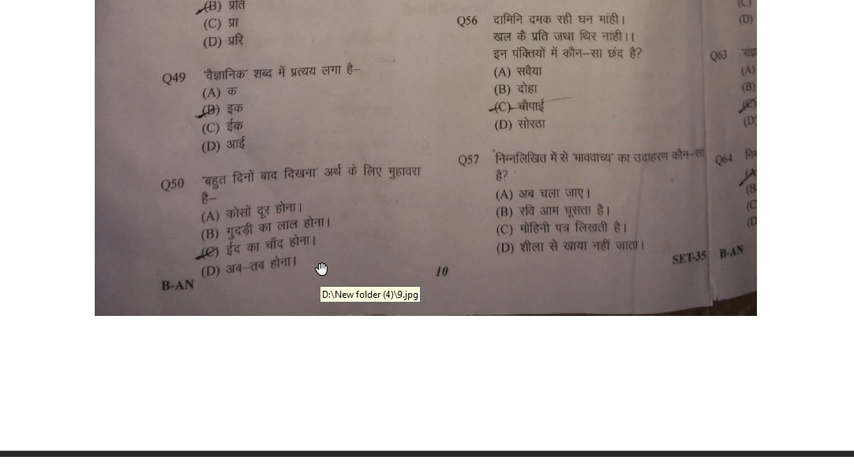 (B) प्रति
(C) प्रा
(D) प्ररि
Q49 'वैज्ञानिक' शब्द में प्रत्यय लगा है–
(A) क
(B) इक
(C) ईक
(D) आई
Q50 'बहुत दिनों बाद दिखना' अर्थ के लिए मुहावरा
है–
(A) कोसों दूर होना।
(B) गुदड़ी का लाल होना।
(C) ईद का चाँद होना।
(D) अब–तब होना।
B-AN
10
Q56 दामिनि दमक रही घन मांही।
खल कै प्रति जथा थिर नांही।।
इन पंक्तियों में कौन–सा छंद है?
(A) सवैया
(B) दोहा
(C) चौपाई
(D) सोरठा
Q57 'निम्नलिखित में से 'भाववाच्य' का उदाहरण कौन–सा
है?
(A) अब चला जाए।
(B) रवि आम चूसता है।
(C) मोहिनी पत्र लिखती है।
(D) शीला से खाया नहीं जाता।
SET-35 B-AN
(C)
(D)
Q63
(A)
(B)
(C)
(D)
Q64
(A
(B
(C
(D
D:\New folder (4)\9.jpg